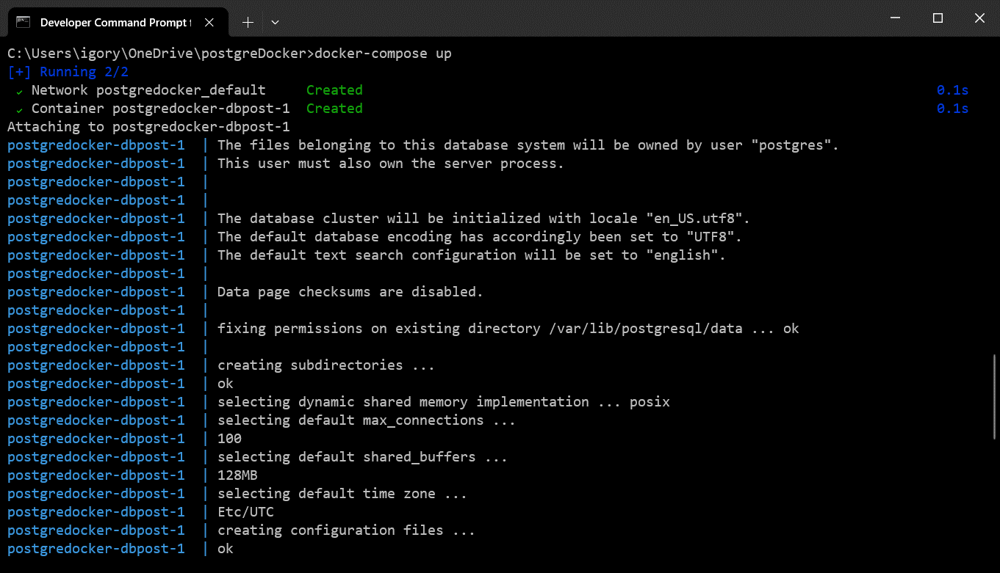 Developer Command Prompt f
C:\Users\igory\OneDrive\postgreDocker>docker-compose up
[+] Running 2/2
✓ Network postgredocker_default     Created     0.1s
✓ Container postgredocker-dbpost-1  Created     0.1s
Attaching to postgredocker-dbpost-1
postgredocker-dbpost-1  | The files belonging to this database system will be owned by user "postgres".
postgredocker-dbpost-1  | This user must also own the server process.
postgredocker-dbpost-1  |
postgredocker-dbpost-1  |
postgredocker-dbpost-1  | The database cluster will be initialized with locale "en_US.utf8".
postgredocker-dbpost-1  | The default database encoding has accordingly been set to "UTF8".
postgredocker-dbpost-1  | The default text search configuration will be set to "english".
postgredocker-dbpost-1  |
postgredocker-dbpost-1  | Data page checksums are disabled.
postgredocker-dbpost-1  |
postgredocker-dbpost-1  | fixing permissions on existing directory /var/lib/postgresql/data ... ok
postgredocker-dbpost-1  |
postgredocker-dbpost-1  | creating subdirectories ...
postgredocker-dbpost-1  | ok
postgredocker-dbpost-1  | selecting dynamic shared memory implementation ... posix
postgredocker-dbpost-1  | selecting default max_connections ...
postgredocker-dbpost-1  | 100
postgredocker-dbpost-1  | selecting default shared_buffers ...
postgredocker-dbpost-1  | 128MB
postgredocker-dbpost-1  | selecting default time zone ...
postgredocker-dbpost-1  | Etc/UTC
postgredocker-dbpost-1  | creating configuration files ...
postgredocker-dbpost-1  | ok